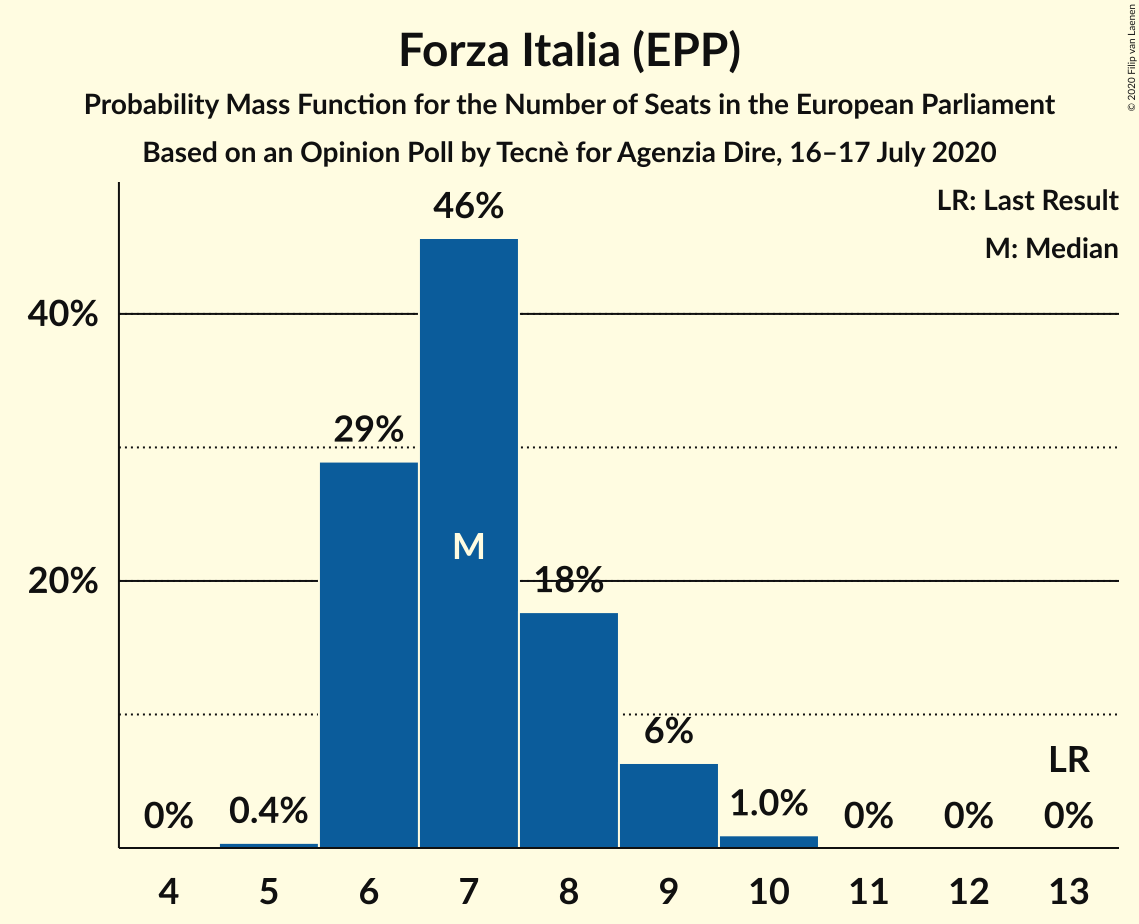 Forza Italia (EPP)
Probability Mass Function for the Number of Seats in the European Parliament
Based on an Opinion Poll by Tecnè for Agenzia Dire, 16–17 July 2020
© 2020 Filip van Laenen
LR: Last Result
M: Median
46%
40%
29%
M
20%
18%
6%
LR
0%
0.4%
1.0%
0%
0%
0%
4 5 6 7 8 9 10 11 12 13